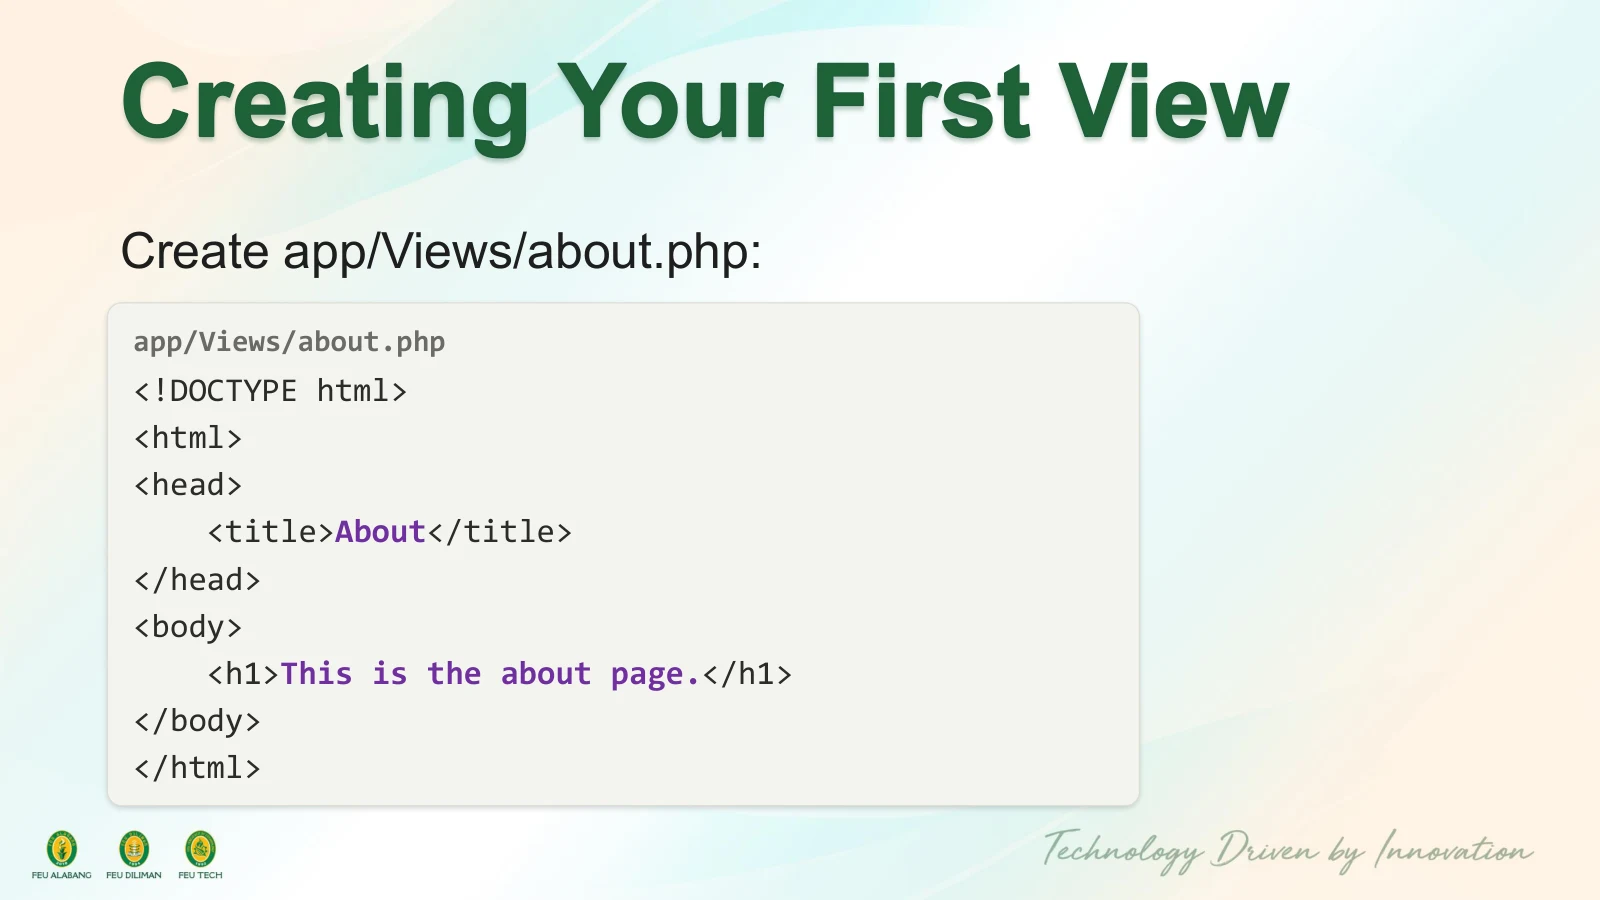 Creating Your First View
Create app/Views/about.php:
app/Views/about.php
<!DOCTYPE html>
<html>
<head>
    <title>About</title>
</head>
<body>
    <h1>This is the about page.</h1>
</body>
</html>
FEU ALABANG FEU DILIMAN FEU TECH
Technology Driven by Innovation